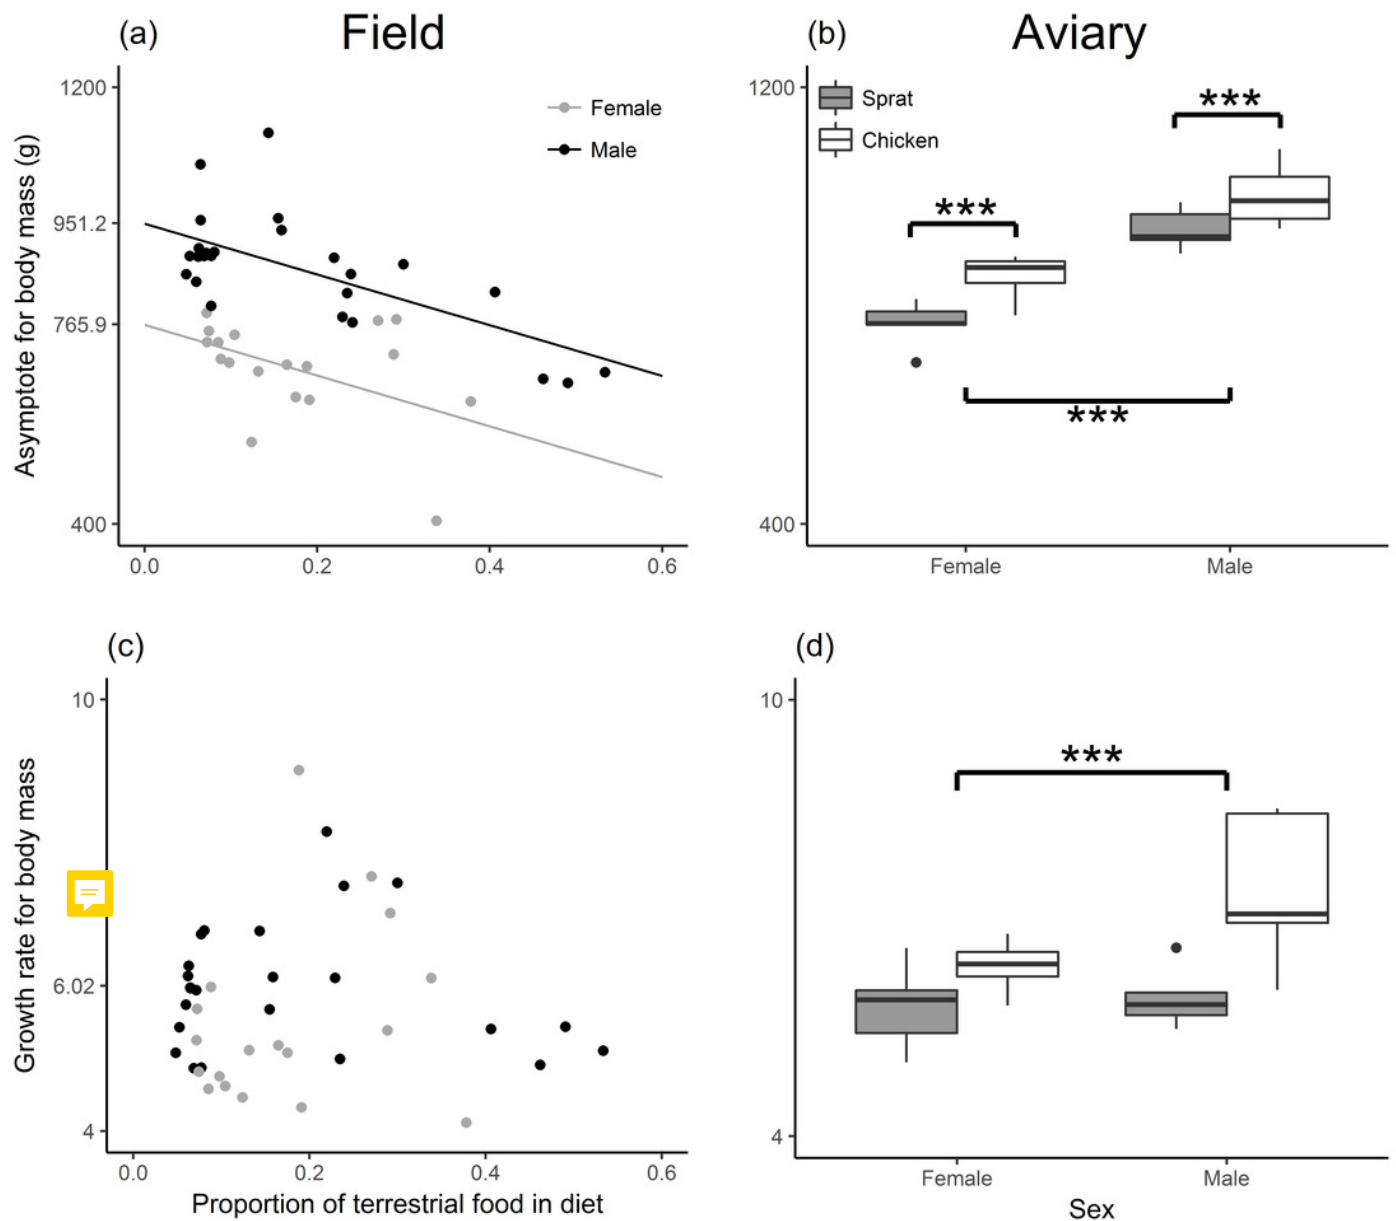 (a) Field
1200
951.2
765.9
400
Asymptote for body mass (g)
Female
Male
0.0 0.2 0.4 0.6
(b) Aviary
1200
400
Sprat
Chicken
***
***
***
Female Male
(c)
10
6.02
4
Growth rate for body mass
0.0 0.2 0.4 0.6
Proportion of terrestrial food in diet
(d)
10
4
***
Female Male
Sex